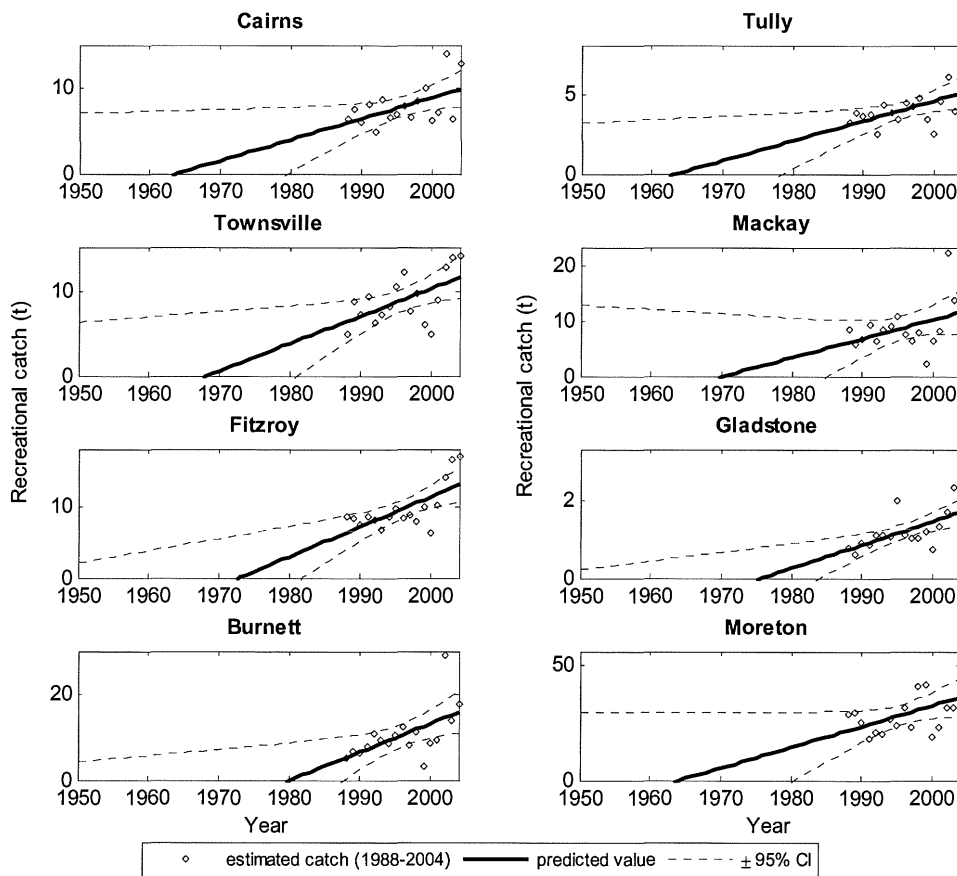 Cairns
10
0
1950 1960 1970 1980 1990 2000
Tully
5
0
1950 1960 1970 1980 1990 2000
Townsville
10
0
1950 1960 1970 1980 1990 2000
Mackay
20
10
0
1950 1960 1970 1980 1990 2000
Recreational catch (t)
Recreational catch (t)
Fitzroy
10
0
1950 1960 1970 1980 1990 2000
Gladstone
2
0
1950 1960 1970 1980 1990 2000
Burnett
20
0
1950 1960 1970 1980 1990 2000
Year
Moreton
50
0
1950 1960 1970 1980 1990 2000
Year
estimated catch (1988-2004) predicted value ± 95% CI